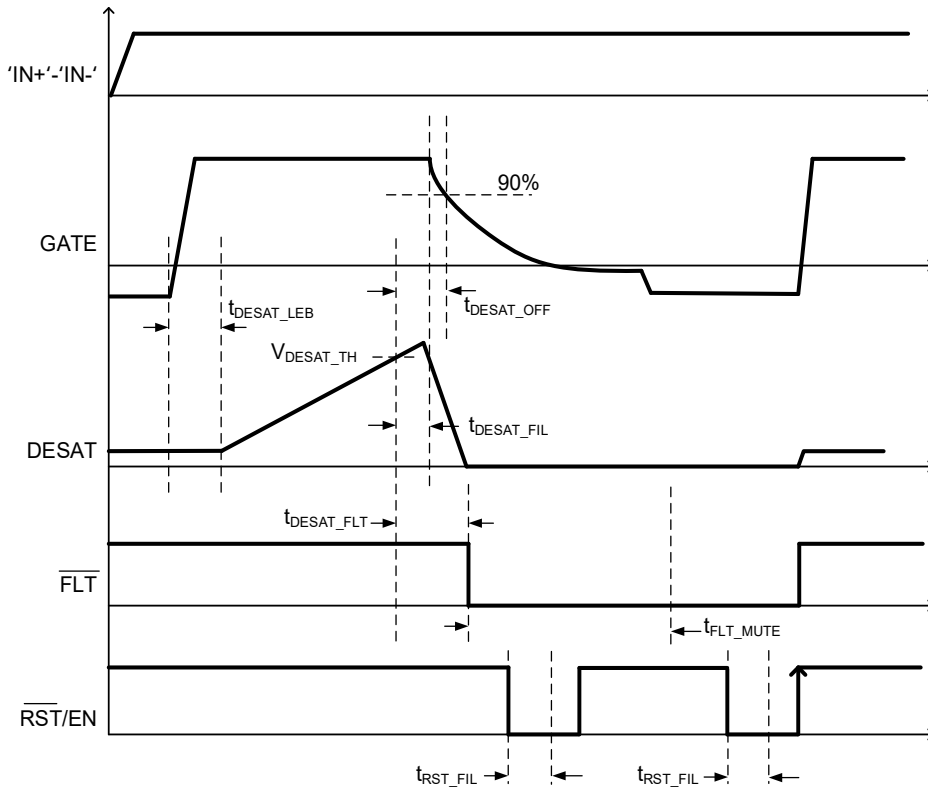 ‘IN+‘-‘IN-‘
90%
GATE
tDESAT_LEB
tDESAT_OFF
VDESAT_TH
tDESAT_FIL
DESAT
tDESAT_FLT
FLT
tFLT_MUTE
RST/EN
tRST_FIL
tRST_FIL